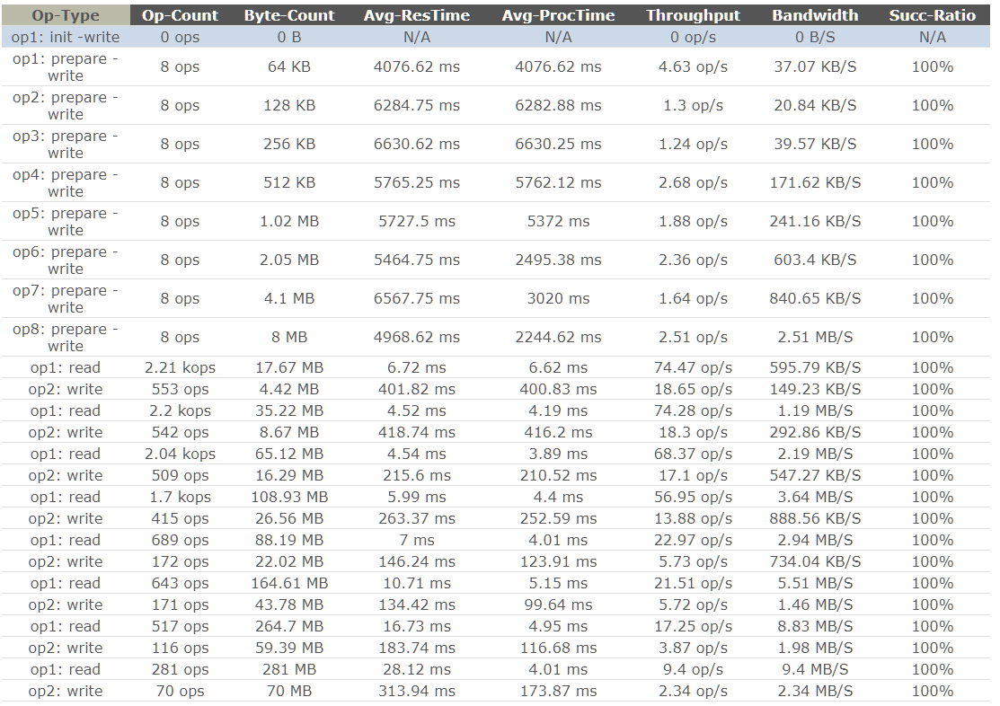 Op-Type Op-Count Byte-Count Avg-ResTime Avg-ProcTime Throughput Bandwidth Succ-Ratio
op1: init -write 0 ops 0 B N/A N/A 0 op/s 0 B/S N/A
op1: prepare -
write 8 ops 64 KB 4076.62 ms 4076.62 ms 4.63 op/s 37.07 KB/S 100%
op2: prepare -
write 8 ops 128 KB 6284.75 ms 6282.88 ms 1.3 op/s 20.84 KB/S 100%
op3: prepare -
write 8 ops 256 KB 6630.62 ms 6630.25 ms 1.24 op/s 39.57 KB/S 100%
op4: prepare -
write 8 ops 512 KB 5765.25 ms 5762.12 ms 2.68 op/s 171.62 KB/S 100%
op5: prepare -
write 8 ops 1.02 MB 5727.5 ms 5372 ms 1.88 op/s 241.16 KB/S 100%
op6: prepare -
write 8 ops 2.05 MB 5464.75 ms 2495.38 ms 2.36 op/s 603.4 KB/S 100%
op7: prepare -
write 8 ops 4.1 MB 6567.75 ms 3020 ms 1.64 op/s 840.65 KB/S 100%
op8: prepare -
write 8 ops 8 MB 4968.62 ms 2244.62 ms 2.51 op/s 2.51 MB/S 100%
op1: read 2.21 kops 17.67 MB 6.72 ms 6.62 ms 74.47 op/s 595.79 KB/S 100%
op2: write 553 ops 4.42 MB 401.82 ms 400.83 ms 18.65 op/s 149.23 KB/S 100%
op1: read 2.2 kops 35.22 MB 4.52 ms 4.19 ms 74.28 op/s 1.19 MB/S 100%
op2: write 542 ops 8.67 MB 418.74 ms 416.2 ms 18.3 op/s 292.86 KB/S 100%
op1: read 2.04 kops 65.12 MB 4.54 ms 3.89 ms 68.37 op/s 2.19 MB/S 100%
op2: write 509 ops 16.29 MB 215.6 ms 210.52 ms 17.1 op/s 547.27 KB/S 100%
op1: read 1.7 kops 108.93 MB 5.99 ms 4.4 ms 56.95 op/s 3.64 MB/S 100%
op2: write 415 ops 26.56 MB 263.37 ms 252.59 ms 13.88 op/s 888.56 KB/S 100%
op1: read 689 ops 88.19 MB 7 ms 4.01 ms 22.97 op/s 2.94 MB/S 100%
op2: write 172 ops 22.02 MB 146.24 ms 123.91 ms 5.73 op/s 734.04 KB/S 100%
op1: read 643 ops 164.61 MB 10.71 ms 5.15 ms 21.51 op/s 5.51 MB/S 100%
op2: write 171 ops 43.78 MB 134.42 ms 99.64 ms 5.72 op/s 1.46 MB/S 100%
op1: read 517 ops 264.7 MB 16.73 ms 4.95 ms 17.25 op/s 8.83 MB/S 100%
op2: write 116 ops 59.39 MB 183.74 ms 116.68 ms 3.87 op/s 1.98 MB/S 100%
op1: read 281 ops 281 MB 28.12 ms 4.01 ms 9.4 op/s 9.4 MB/S 100%
op2: write 70 ops 70 MB 313.94 ms 173.87 ms 2.34 op/s 2.34 MB/S 100%